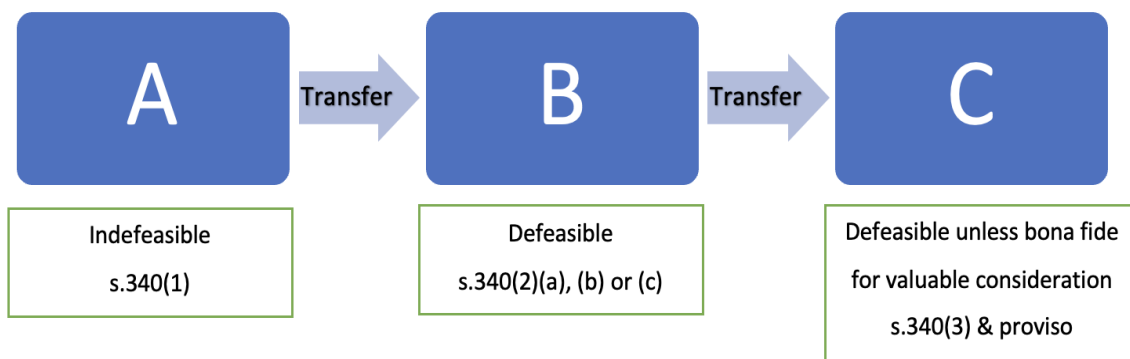 A
Transfer
B
Transfer
C
Indefeasible
s.340(1)
Defeasible
s.340(2)(a), (b) or (c)
Defeasible unless bona fide
for valuable consideration
s.340(3) & proviso